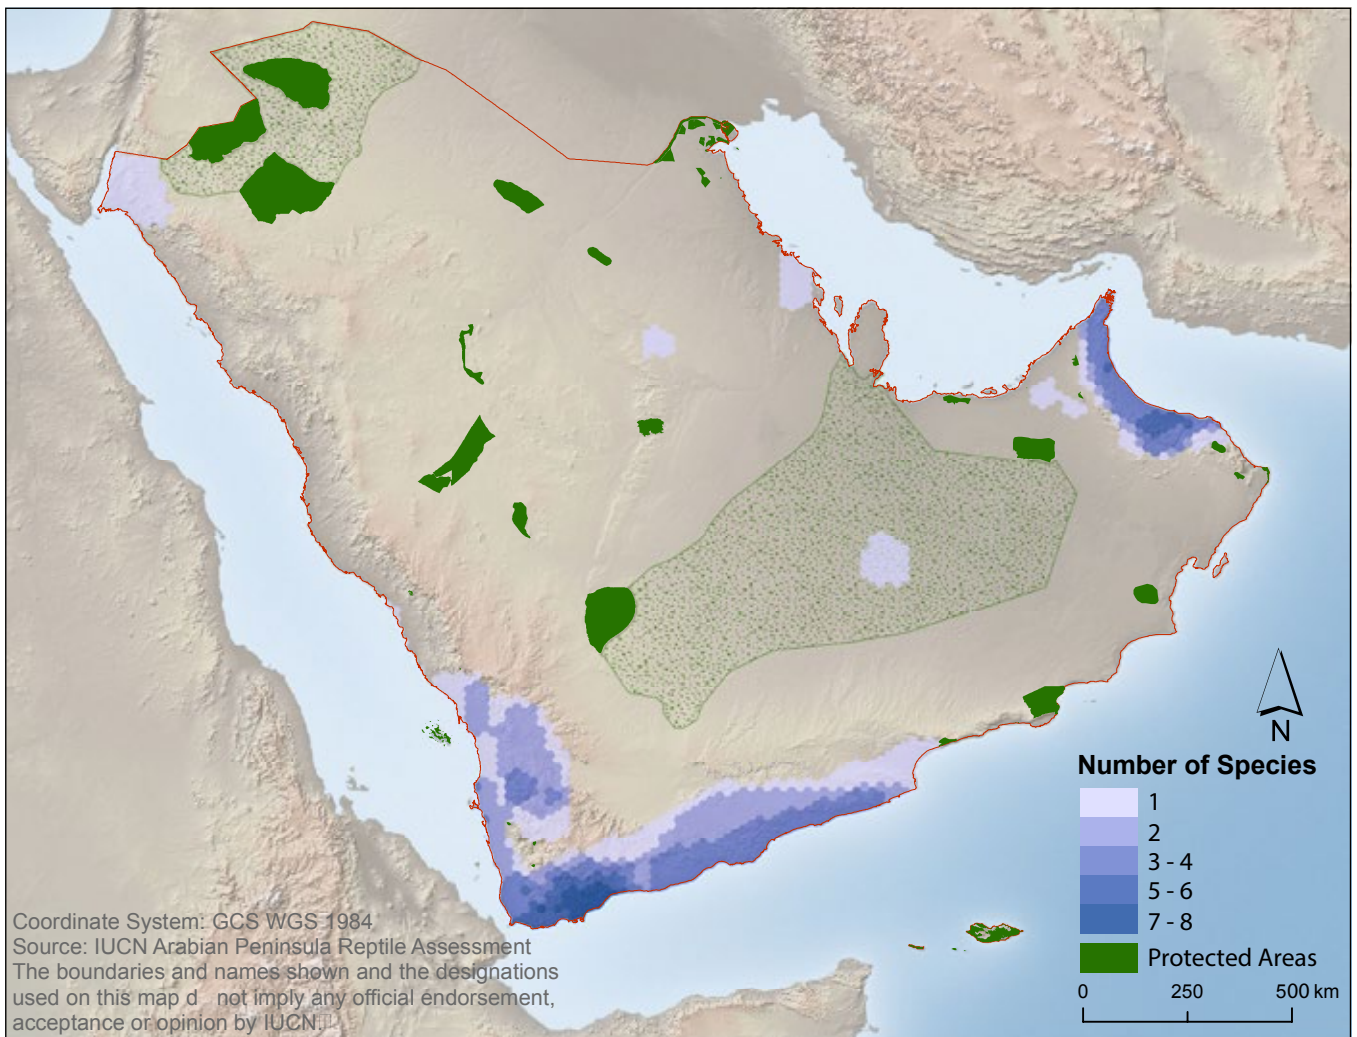 N
Number of Species
1
2
3 - 4
5 - 6
7 - 8
Protected Areas
0 250 500 km
Coordinate System: GCS WGS 1984
Source: IUCN Arabian Peninsula Reptile Assessment
The boundaries and names shown and the designations
used on this map d not imply any official endorsement,
acceptance or opinion by IUCN.